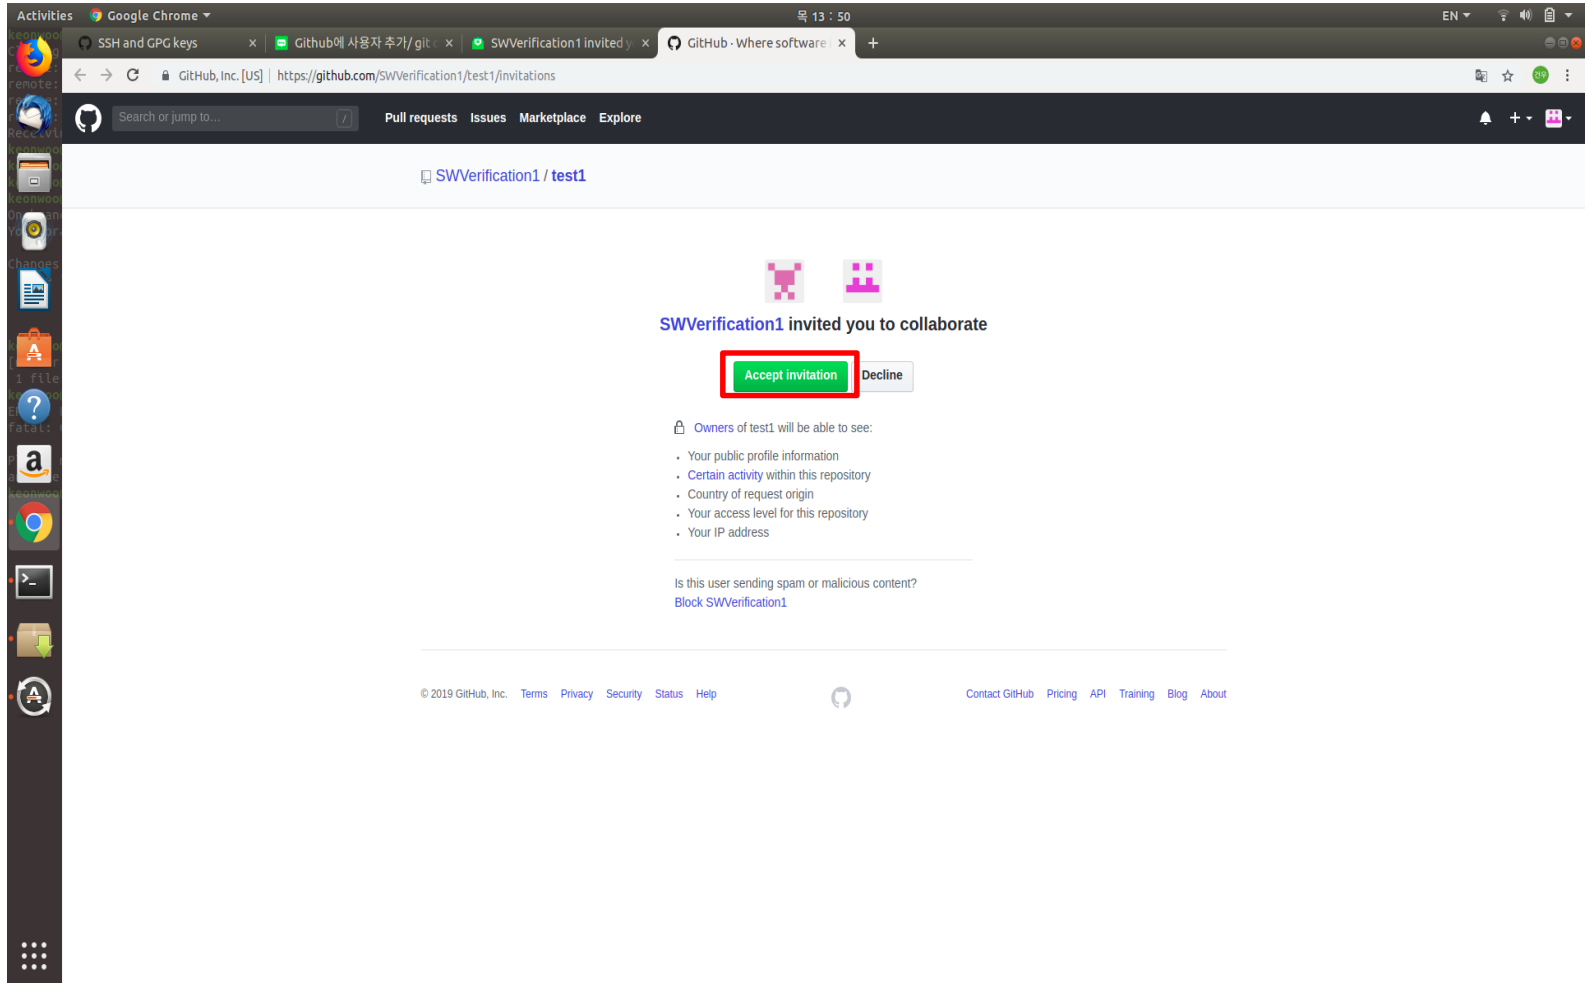 Activities Google Chrome 목 13 : 50 EN
SSH and GPG keys Github에 사용자 추가/ git SWVerification1 invited GitHub · Where software
GitHub, Inc. [US] https://github.com/SWVerification1/test1/invitations
Search or jump to... / Pull requests Issues Marketplace Explore
SWVerification1 / test1
SWVerification1 invited you to collaborate
Accept invitation Decline
Owners of test1 will be able to see:
• Your public profile information
• Certain activity within this repository
• Country of request origin
• Your access level for this repository
• Your IP address
Is this user sending spam or malicious content?
Block SWVerification1
© 2019 GitHub, Inc. Terms Privacy Security Status Help Contact GitHub Pricing API Training Blog About